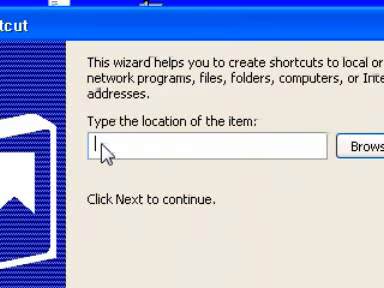 tcut
This wizard helps you to create shortcuts to local or
network programs, files, folders, computers, or Inte
addresses.
Type the location of the item:
Brows
Click Next to continue.